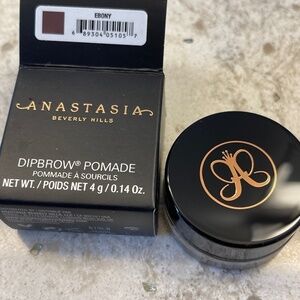 EBONY
6 89304 05105 7
ANASTASIA
BEVERLY HILLS
DIPBROW® POMADE
POMMADE À SOURCILS
NET WT. / POIDS NET 4 g / 0.14 Oz.
A